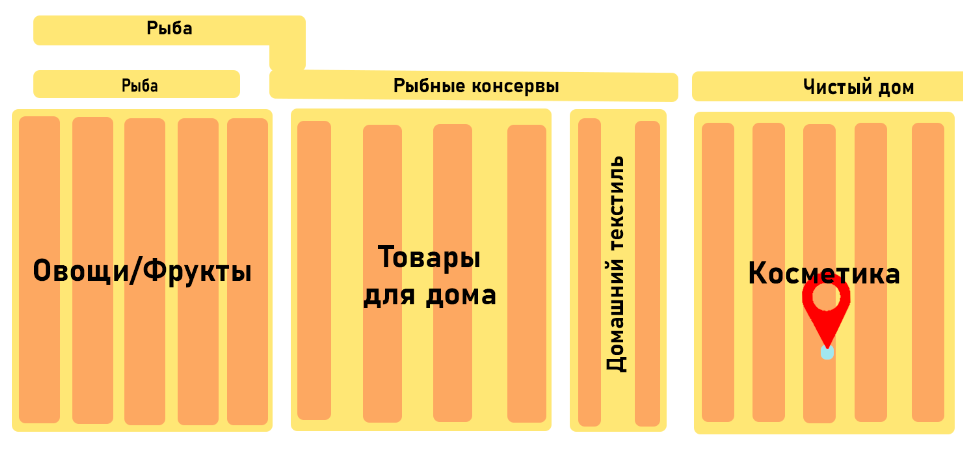 Рыба
Рыба
Рыбные консервы
Чистый дом
Овощи/Фрукты
Товары
для дома
Домашний текстиль
Косметика